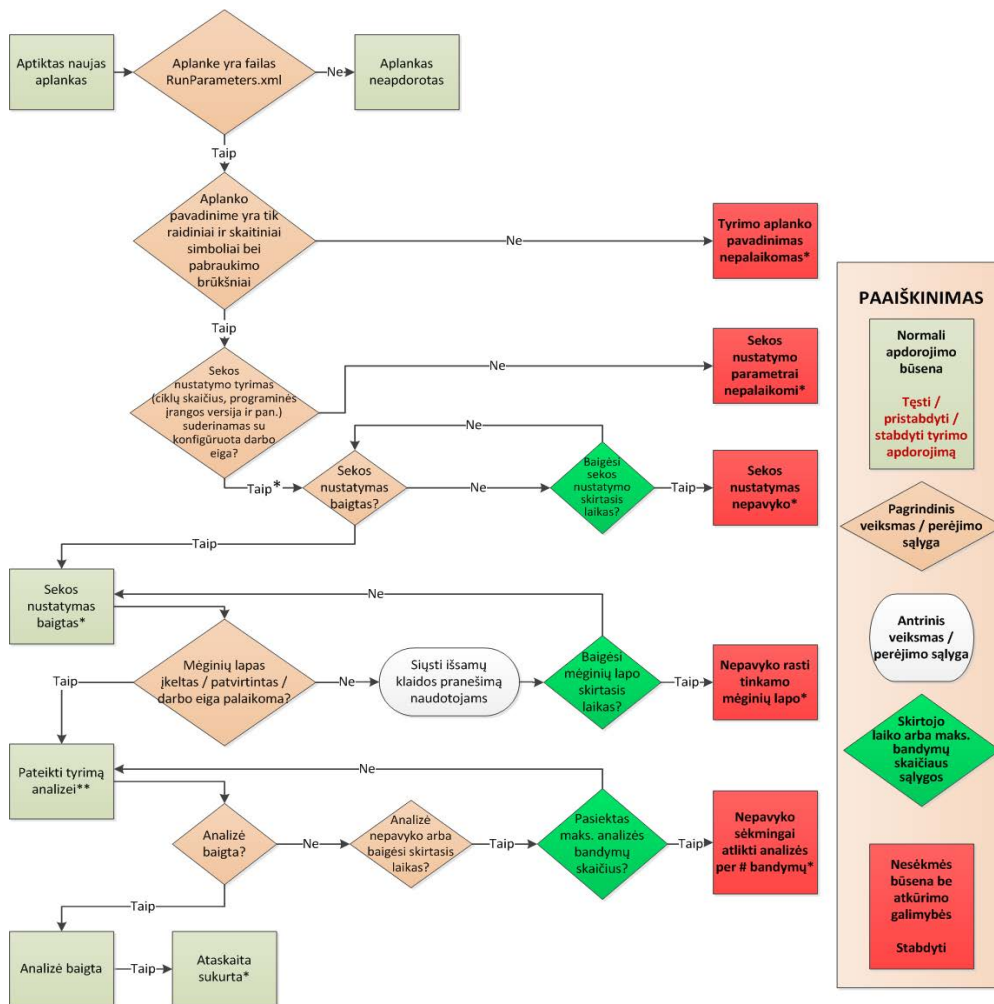 Aptiktas naujas
aplankas
Aplanke yra failas
RunParameters.xml
Ne
Aplankas
neapdorotas
Taip
Aplanko
pavadinime yra tik
raidiniai ir skaitiniai
simboliai bei
pabraukimo
brūkšniai
Ne
Tyrimo aplanko
pavadinimas
nepalaikomas*
Taip
Sekos
nustatymo tyrimas
(ciklų skaičius, programinės
įrangos versija ir pan.)
suderinamas su
konfigūruota darbo
eiga?
Ne
Sekos
nustatymo
parametrai
nepalaikomi*
Taip*
Sekos
nustatymas
baigtas?
Ne
Ne
Baigėsi
sekos
nustatymo
skirtasis
laikas?
Taip
Sekos
nustatymas
nepavyko*
Taip
Sekos
nustatymas
baigtas*
Ne
Mėginių lapas
įkeltas / patvirtintas /
darbo eiga palaikoma?
Ne
Siųsti išsamų
klaidos pranešimą
naudotojams
Baigėsi
mėginių lapo
skirtasis
laikas?
Taip
Nepavyko rasti
tinkamo
mėginių lapo*
Taip
Pateikti tyrimą
analizei**
Ne
Analizė
baigta?
Ne
Analizė
nepavyko arba
baigėsi skirtasis
laikas?
Taip
Pasiektas
maks. analizės
bandymų
skaičius?
Taip
Nepavyko
sėkmingai
atlikti analizės
per # bandymų*
Taip
Analizė baigta
Taip
Ataskaita
sukurta*
PAAIŠKINIMAS
Normali
apdorojimo
būsena
Tęsti /
pristabdyti /
stabdyti tyrimo
apdorojimą
Pagrindinis
veiksmas / perėjimo
sąlyga
Antrinis
veiksmas /
perėjimo sąlyga
Skirtojo
laiko arba maks.
bandymų
skaičiaus
sąlygos
Nesėkmės
būsena be
atkūrimo
galimybės
Stabdyti